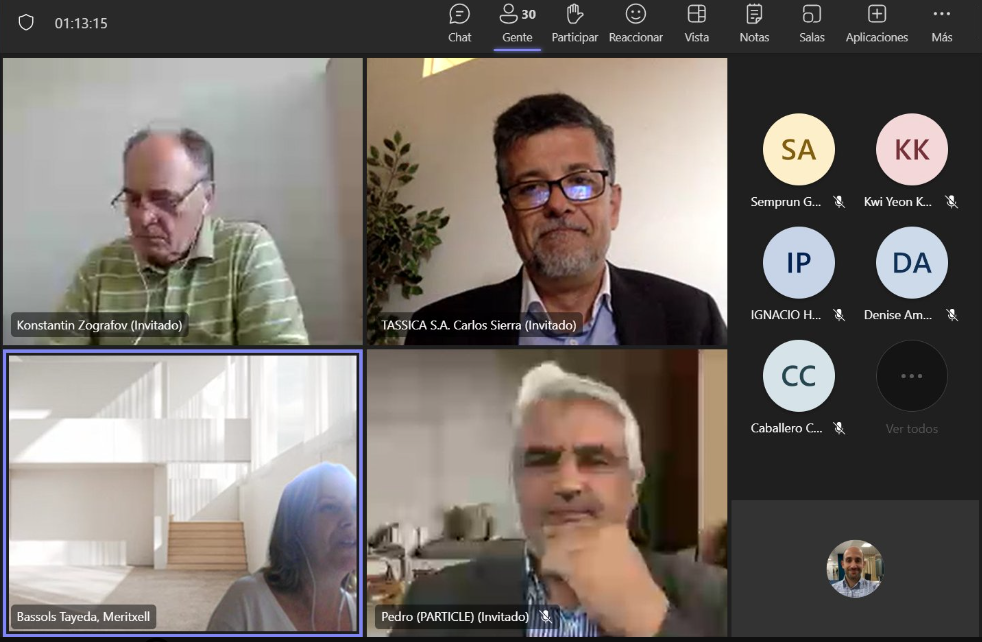 01:13:15
Chat
30
Gente
Participar
Reaccionar
Vista
Notas
Salas
Aplicaciones
Más
Konstantin Zografov (Invitado)
TASSICA S.A. Carlos Sierra (Invitado)
SA KK
Semprun G... Kwi Yeon K...
IP DA
IGNACIO H... Denise Am...
CC
Caballero C... Ver todos
Bassols Tayeda, Meritxell
Pedro (PARTICLE) (Invitado)